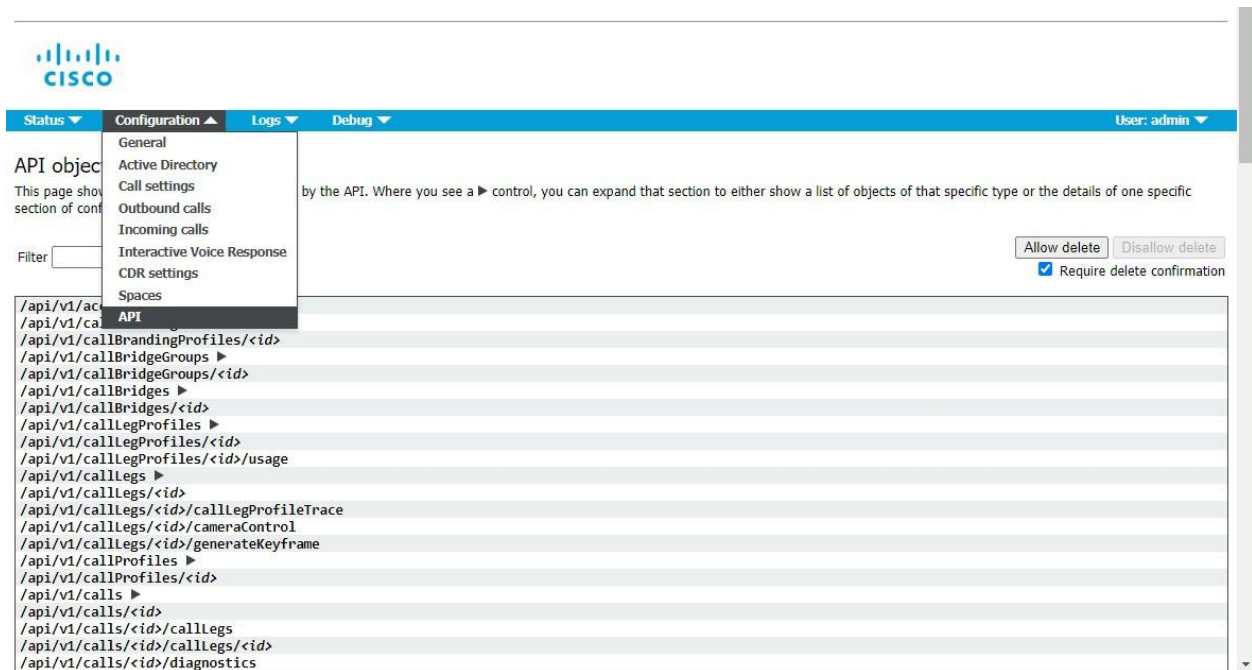 CISCO
Status ▼ Configuration ▲ Logs ▼ Debug ▼ User: admin ▼
General
API objec
Active Directory
This page show
Call settings
by the API. Where you see a ▶ control, you can expand that section to either show a list of objects of that specific type or the details of one specific
section of conf
Outbound calls
Incoming calls
Filter
Interactive Voice Response
Allow delete Disallow delete
CDR settings
Require delete confirmation
Spaces
/api/v1/ac
API
/api/v1/ca
/api/v1/callBrandingProfiles/<id>
/api/v1/callBridgeGroups ▶
/api/v1/callBridgeGroups/<id>
/api/v1/callBridges ▶
/api/v1/callBridges/<id>
/api/v1/callLegProfiles ▶
/api/v1/callLegProfiles/<id>
/api/v1/callLegProfiles/<id>/usage
/api/v1/callLegs ▶
/api/v1/callLegs/<id>
/api/v1/callLegs/<id>/callLegProfileTrace
/api/v1/callLegs/<id>/cameraControl
/api/v1/callLegs/<id>/generateKeyframe
/api/v1/callProfiles ▶
/api/v1/callProfiles/<id>
/api/v1/calls ▶
/api/v1/calls/<id>
/api/v1/calls/<id>/callLegs
/api/v1/calls/<id>/callLegs/<id>
/api/v1/calls/<id>/diagnostics